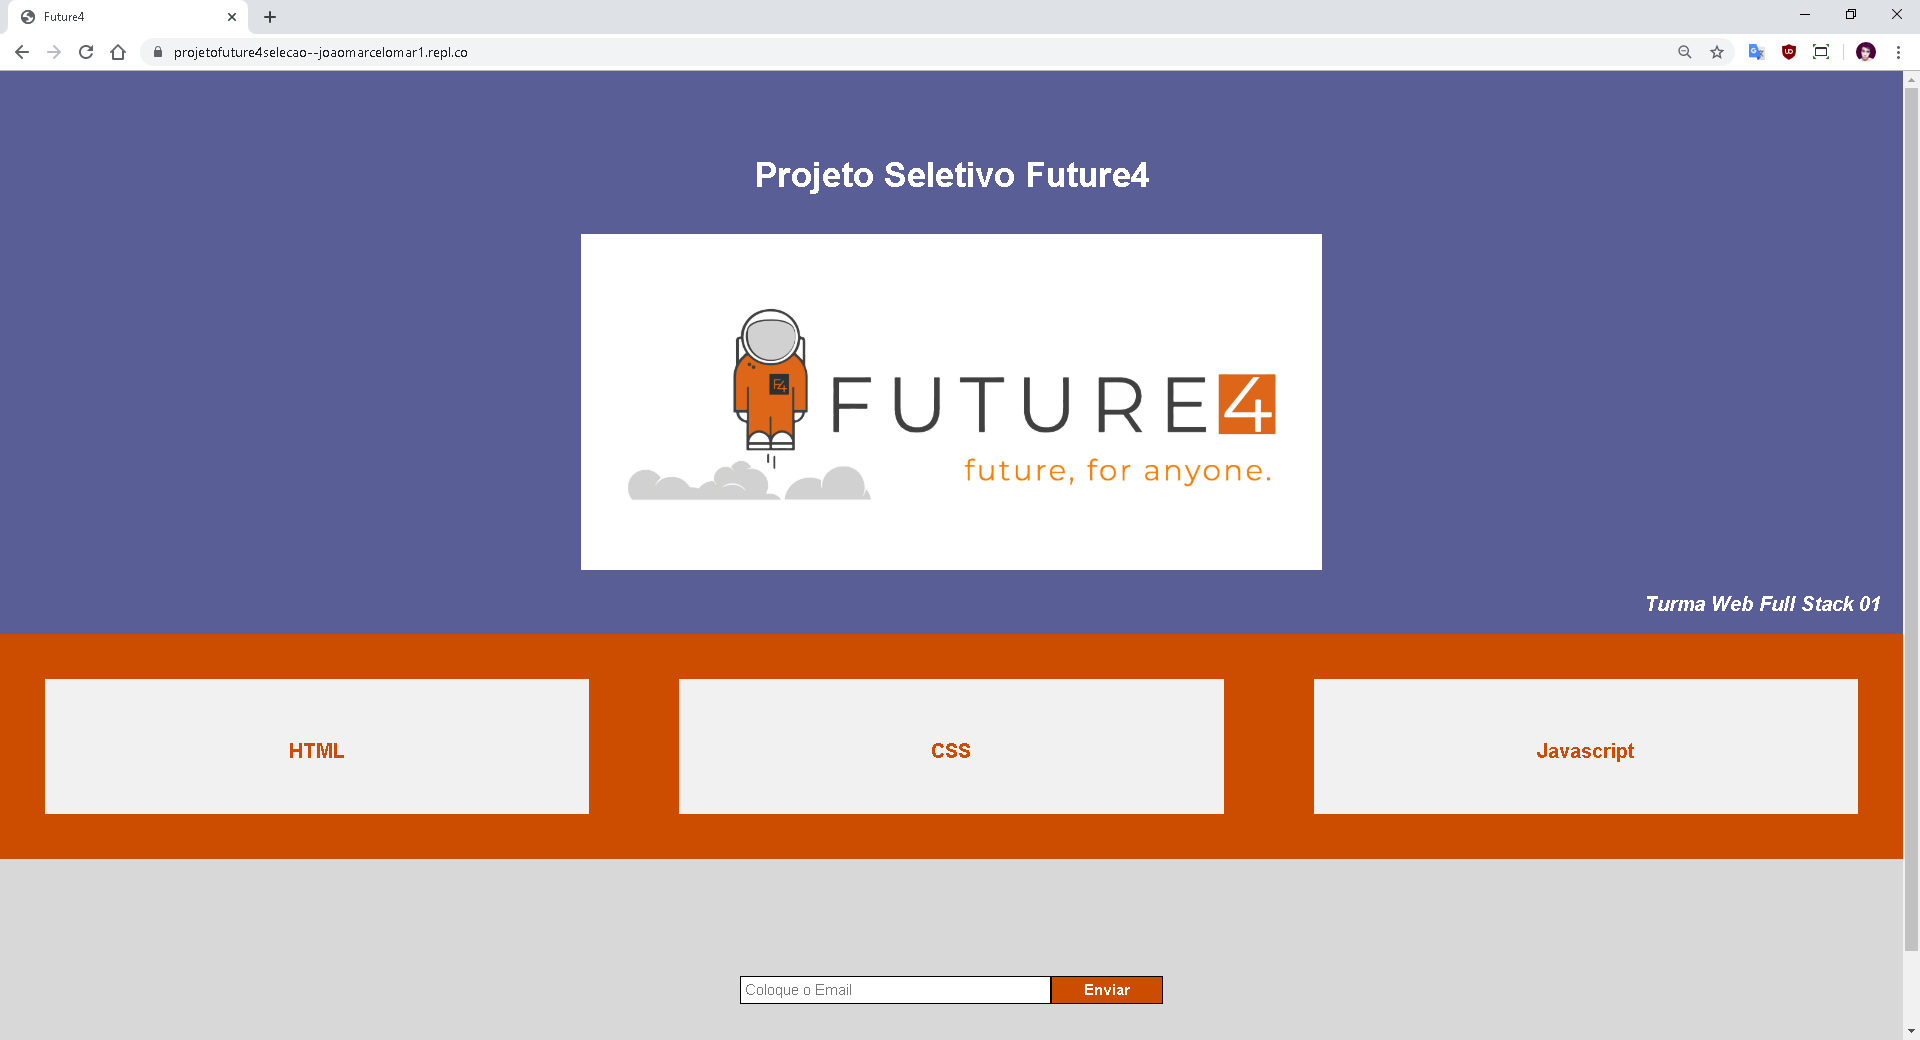 Future4
projetofuture4selecao--joaomarcelomar1.repl.co
Projeto Seletivo Future4
F4
FUTURE4
future, for anyone.
Turma Web Full Stack 01
HTML
CSS
Javascript
Coloque o Email
Enviar